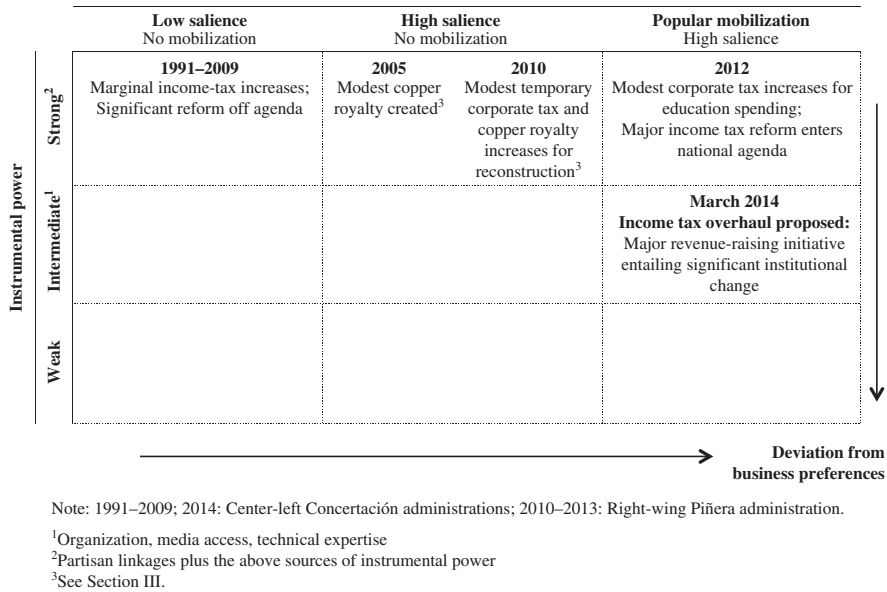 Low salience
No mobilization
High salience
No mobilization
Popular mobilization
High salience
Instrumental power
Strong2
1991–2009
Marginal income-tax increases;
Significant reform off agenda
2005
Modest copper
royalty created3
2010
Modest temporary
corporate tax and
copper royalty
increases for
reconstruction3
2012
Modest corporate tax increases for
education spending;
Major income tax reform enters
national agenda
Intermediate1
March 2014
Income tax overhaul proposed:
Major revenue-raising initiative
entailing significant institutional
change
Weak
Deviation from
business preferences
Note: 1991–2009; 2014: Center-left Concertación administrations; 2010–2013: Right-wing Piñera administration.
1Organization, media access, technical expertise
2Partisan linkages plus the above sources of instrumental power
3See Section III.